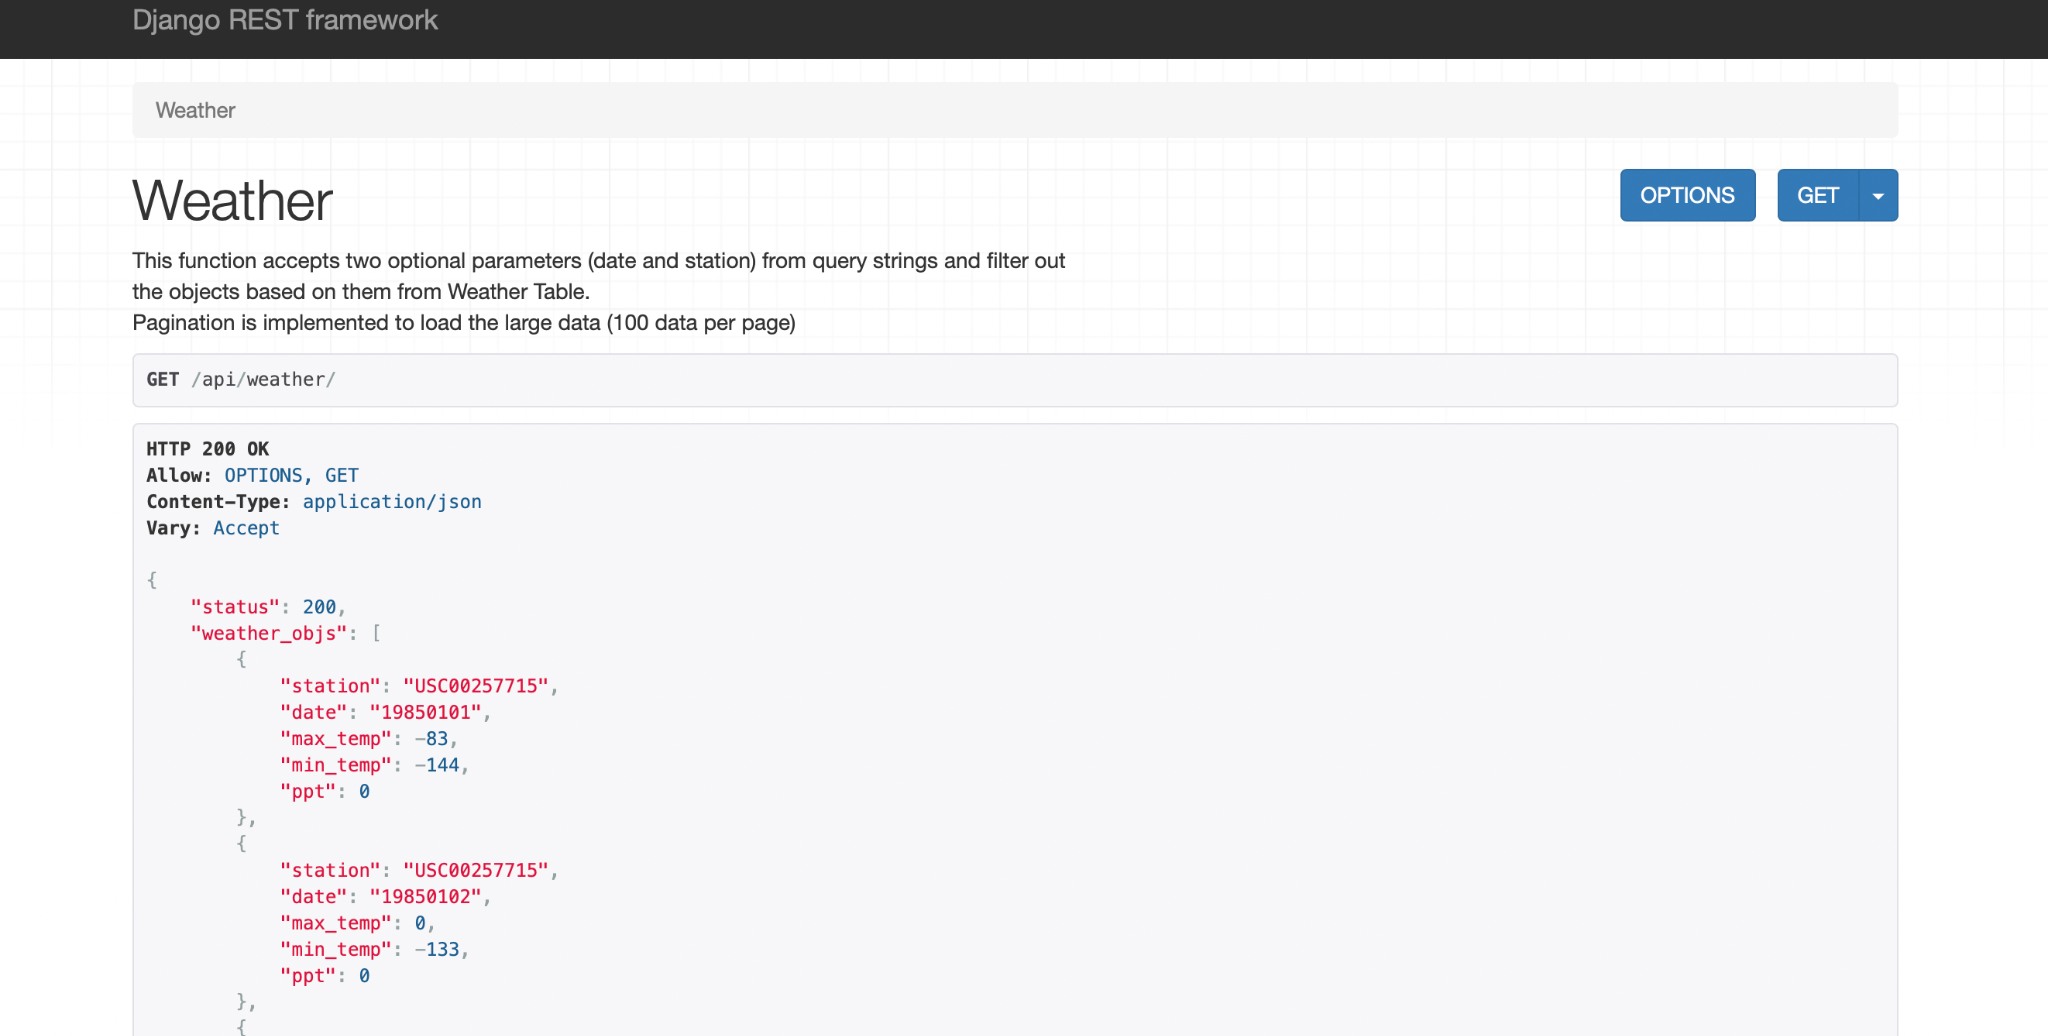 Django REST framework
Weather
Weather
OPTIONS
GET
This function accepts two optional parameters (date and station) from query strings and filter out
the objects based on them from Weather Table.
Pagination is implemented to load the large data (100 data per page)
GET /api/weather/
HTTP 200 OK
Allow: OPTIONS, GET
Content-Type: application/json
Vary: Accept
{
    "status": 200,
    "weather_objs": [
        {
            "station": "USC00257715",
            "date": "19850101",
            "max_temp": -83,
            "min_temp": -144,
            "ppt": 0
        },
        {
            "station": "USC00257715",
            "date": "19850102",
            "max_temp": 0,
            "min_temp": -133,
            "ppt": 0
        },
        {